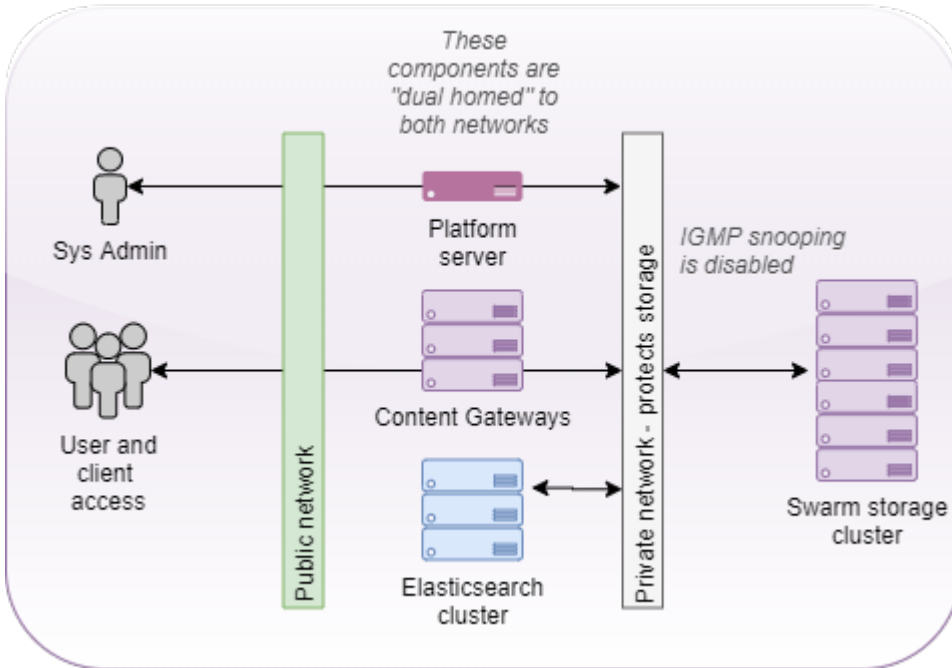 These
components are
"dual homed" to
both networks
Sys Admin
Platform
server
IGMP snooping
is disabled
User and
client
access
Content Gateways
Public network
Elasticsearch
cluster
Private network - protects storage
Swarm storage
cluster